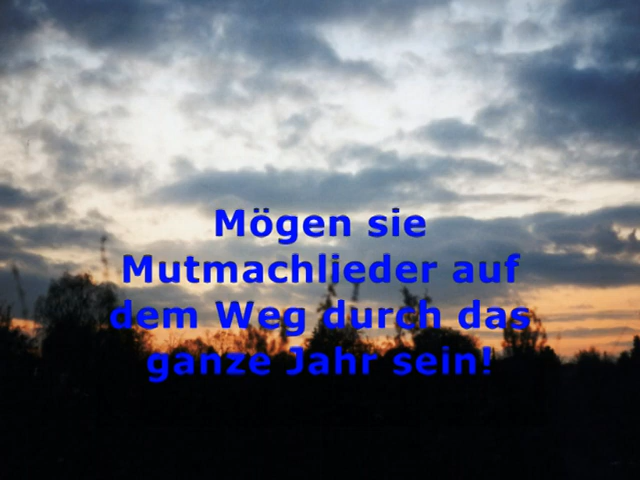 Mögen sie
Mutmachlieder auf
dem Weg durch das
ganze Jahr sein!